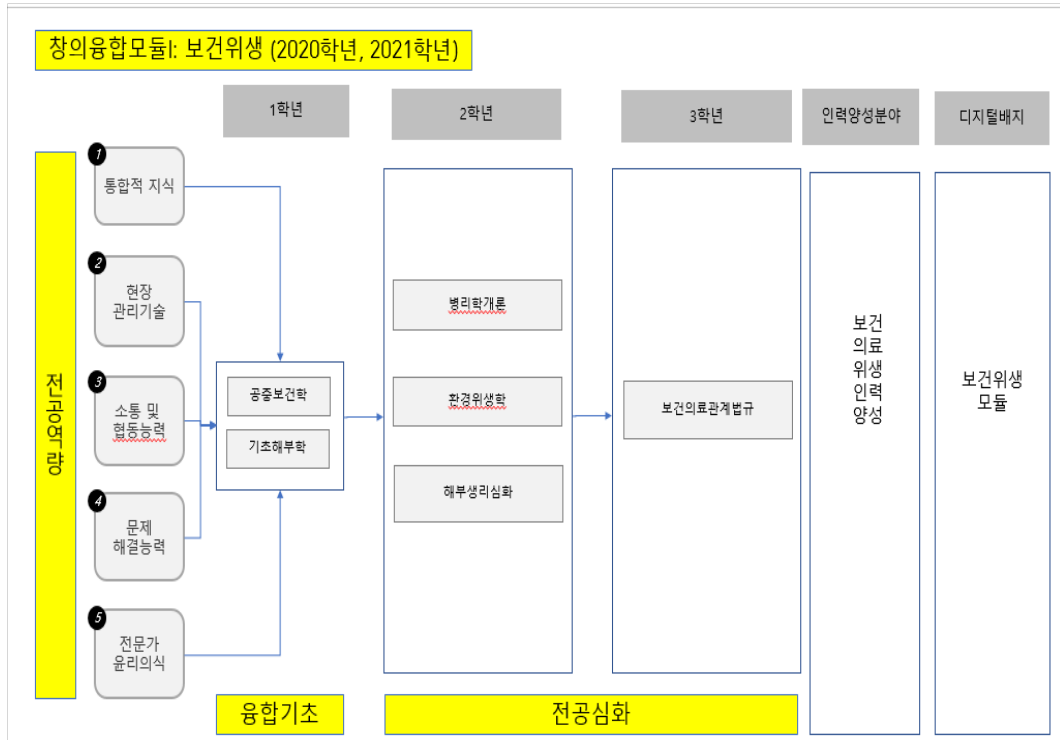 창의융합모듈I: 보건위생 (2020학년, 2021학년)
1학년
2학년
3학년
인력양성분야
디지털배지
전공역량
1
통합적 지식
2
현장
관리기술
3
소통 및
협동능력
4
문제
해결능력
5
전문가
윤리의식
공중보건학
기초해부학
병리학개론
환경위생학
해부생리심화
보건의료관계법규
보건
의료
위생
인력
양성
보건위생
모듈
융합기초
전공심화